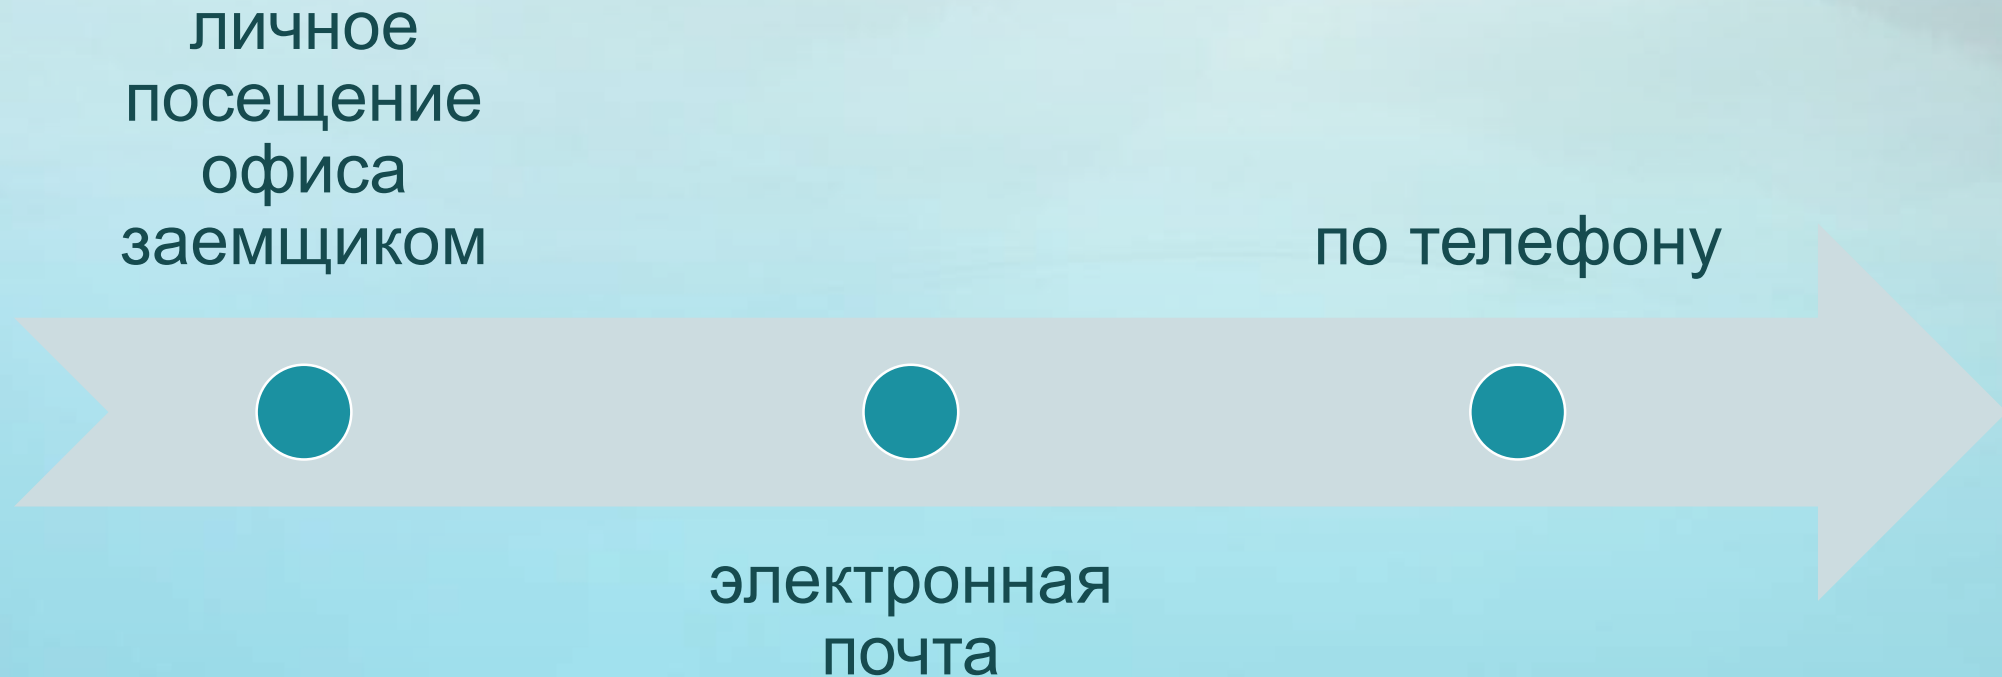 личное
посещение
офиса
заемщиком
электронная
почта
по телефону